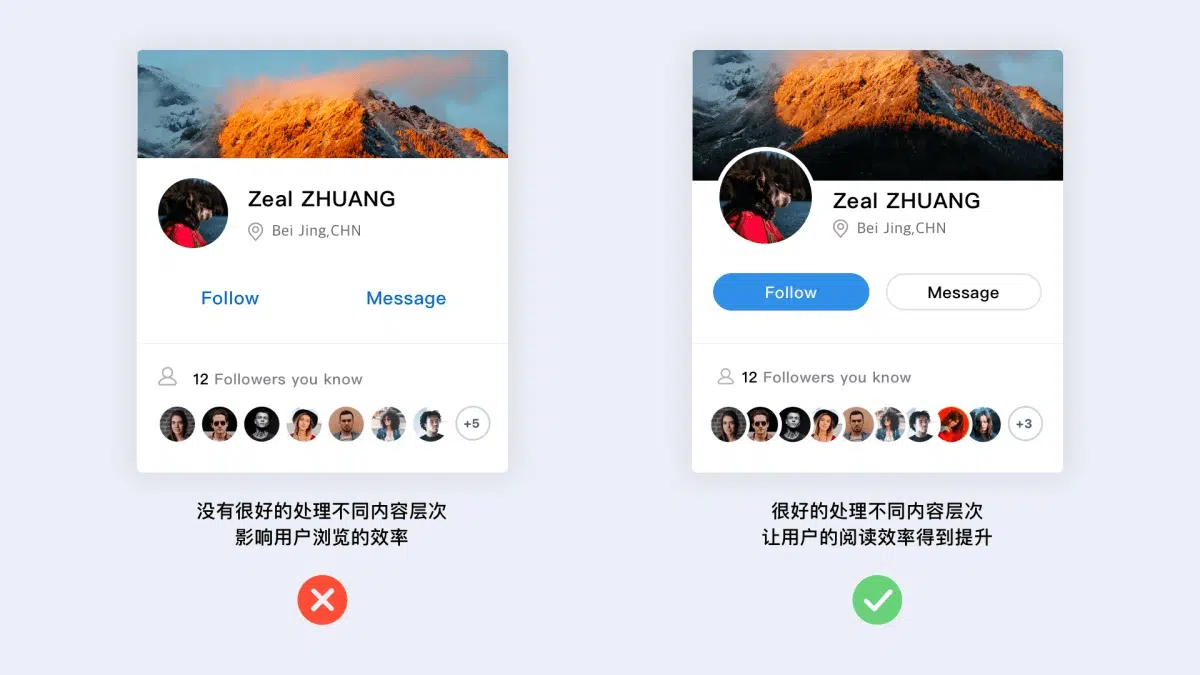 Zeal ZHUANG
Bei Jing,CHN
Follow
Message
12 Followers you know
+5
没有很好的处理不同内容层次
影响用户浏览的效率
Zeal ZHUANG
Bei Jing,CHN
Follow
Message
12 Followers you know
+3
很好的处理不同内容层次
让用户的阅读效率得到提升